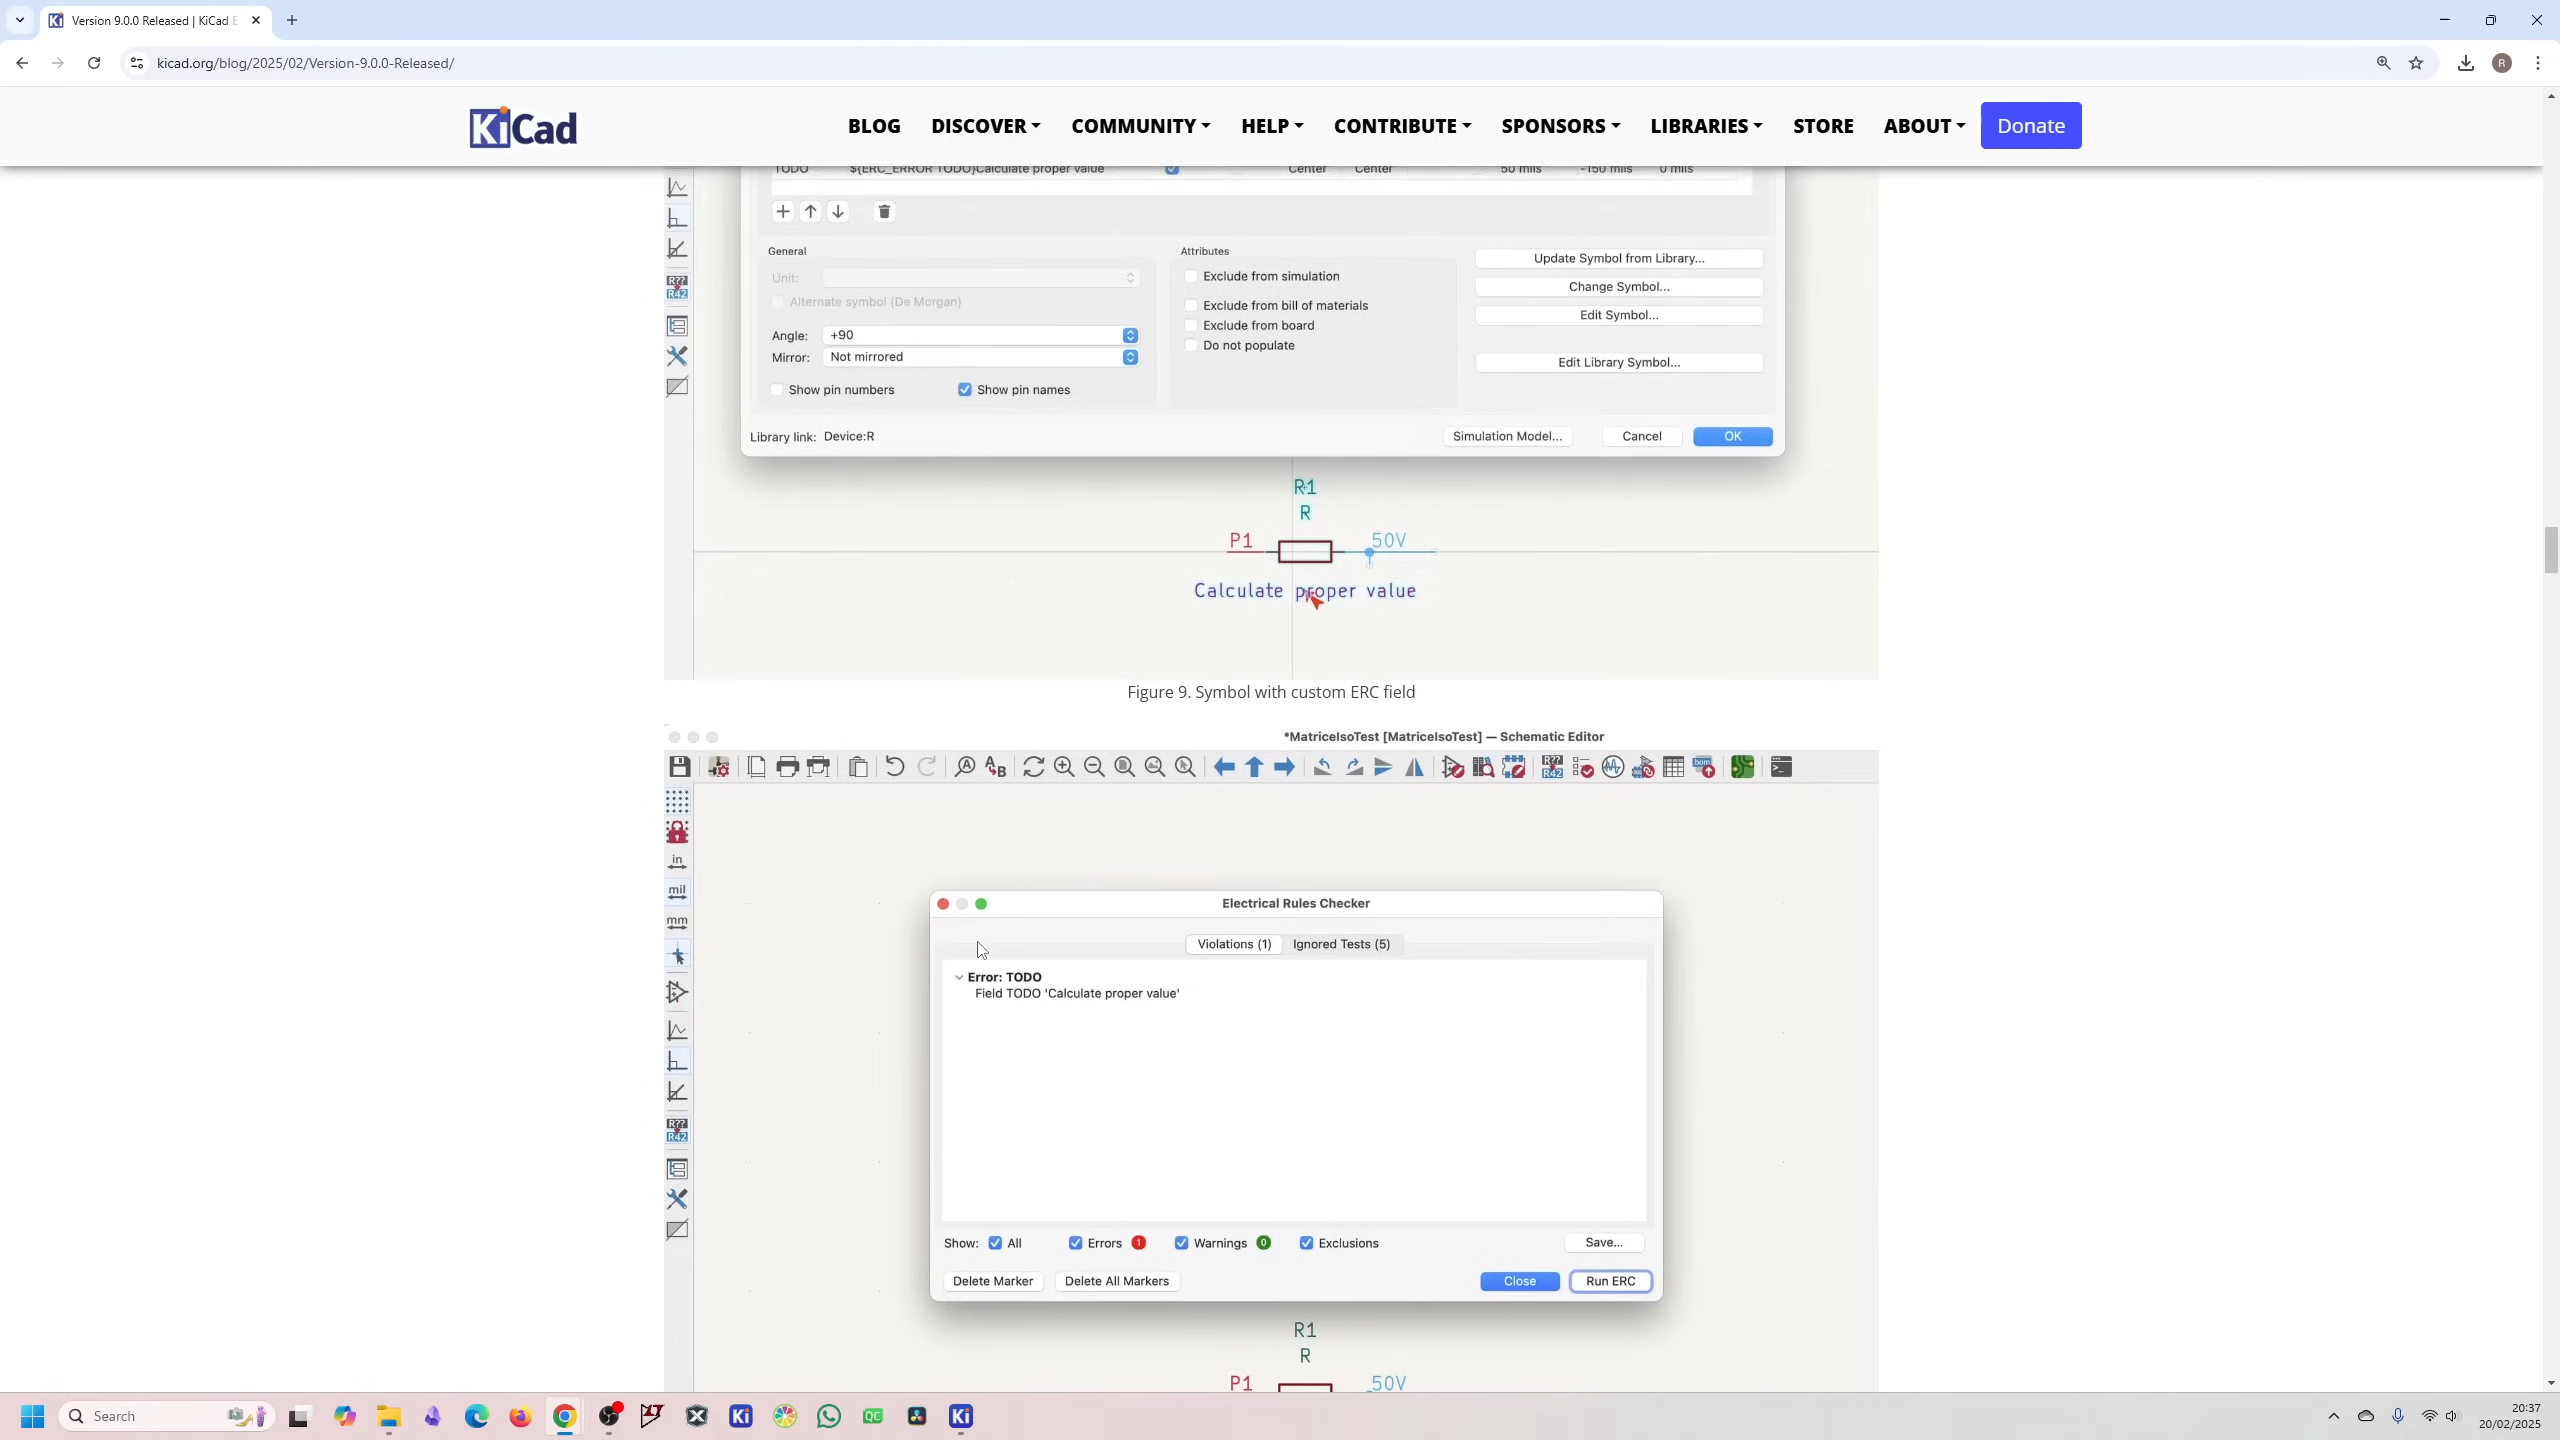 Version 9.0.0 Released | KiCad E
kicad.org/blog/2025/02/Version-9.0.0-Released/
R
KiCad
BLOG DISCOVER COMMUNITY HELP CONTRIBUTE SPONSORS LIBRARIES STORE ABOUT Donate
TODO ${ERC_ERROR TODO}Calculate proper value Center Center 50 mils -150 mils 0 mils
General
Attributes
Unit:
Alternate symbol (De Morgan)
Angle: +90
Mirror: Not mirrored
Show pin numbers Show pin names
Exclude from simulation
Exclude from bill of materials
Exclude from board
Do not populate
Update Symbol from Library...
Change Symbol...
Edit Symbol...
Edit Library Symbol...
Library link: Device:R
Simulation Model... Cancel OK
R??
R42
R1
R
P1 50V
Calculate proper value
Figure 9. Symbol with custom ERC field
*MatriceIsoTest [MatriceIsoTest] — Schematic Editor
A B R?? R42 bom
in
mil
mm
Electrical Rules Checker
Violations (1) Ignored Tests (5)
Error: TODO
Field TODO 'Calculate proper value'
Show: All Errors 1 Warnings 0 Exclusions Save...
Delete Marker Delete All Markers Close Run ERC
R??
R42
R1
R
P1 50V
Search
Ki QC Ki
20:37
20/02/2025